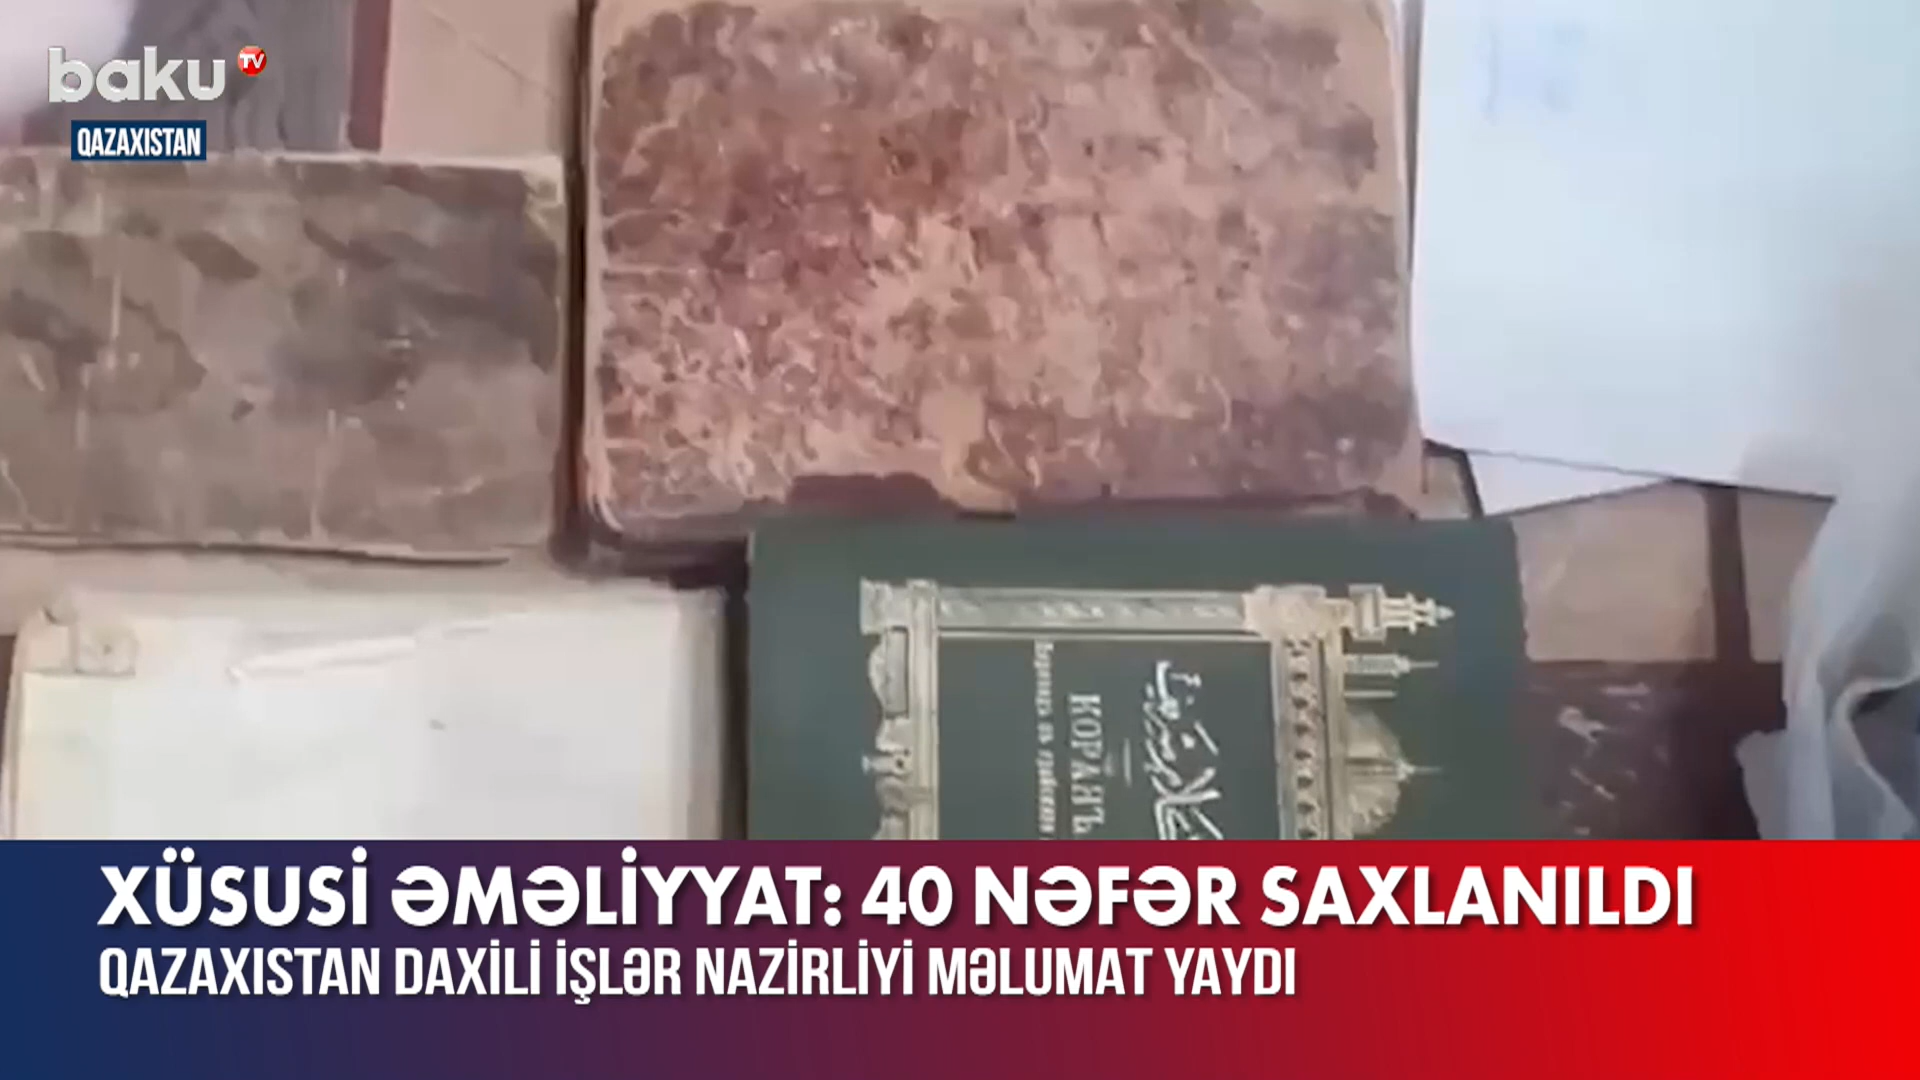 baku TV
QAZAXISTAN
КОРАНЪ
XÜSUSİ ƏMƏLİYYAT: 40 NƏFƏR SAXLANILDI
QAZAXISTAN DAXİLİ İŞLƏR NAZİRLİYİ MƏLUMAT YAYDI